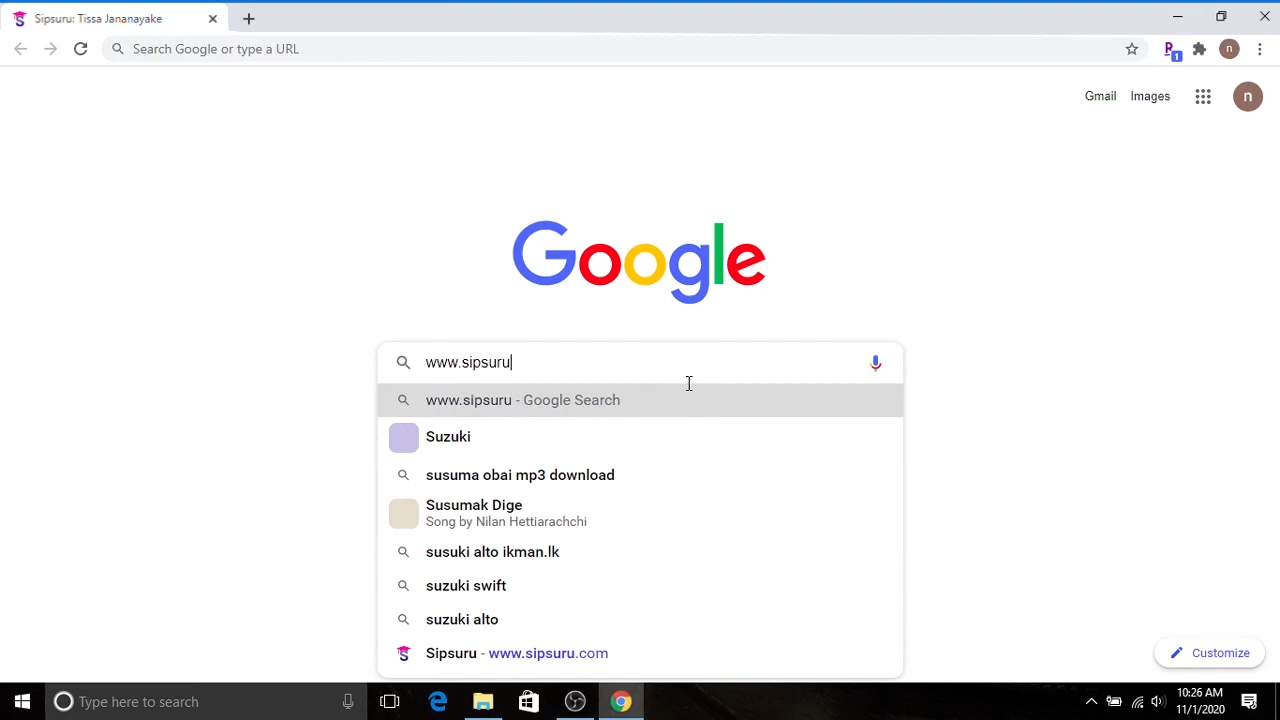 Sipsuru: Tissa Jananayake
Search Google or type a URL
1
n
Gmail
Images
n
Google
www.sipsuru
www.sipsuru - Google Search
Suzuki
susuma obai mp3 download
Susumak Dige
Song by Nilan Hettiarachchi
susuki alto ikman.lk
suzuki swift
suzuki alto
Sipsuru - www.sipsuru.com
Customize
Type here to search
10:26 AM
11/1/2020